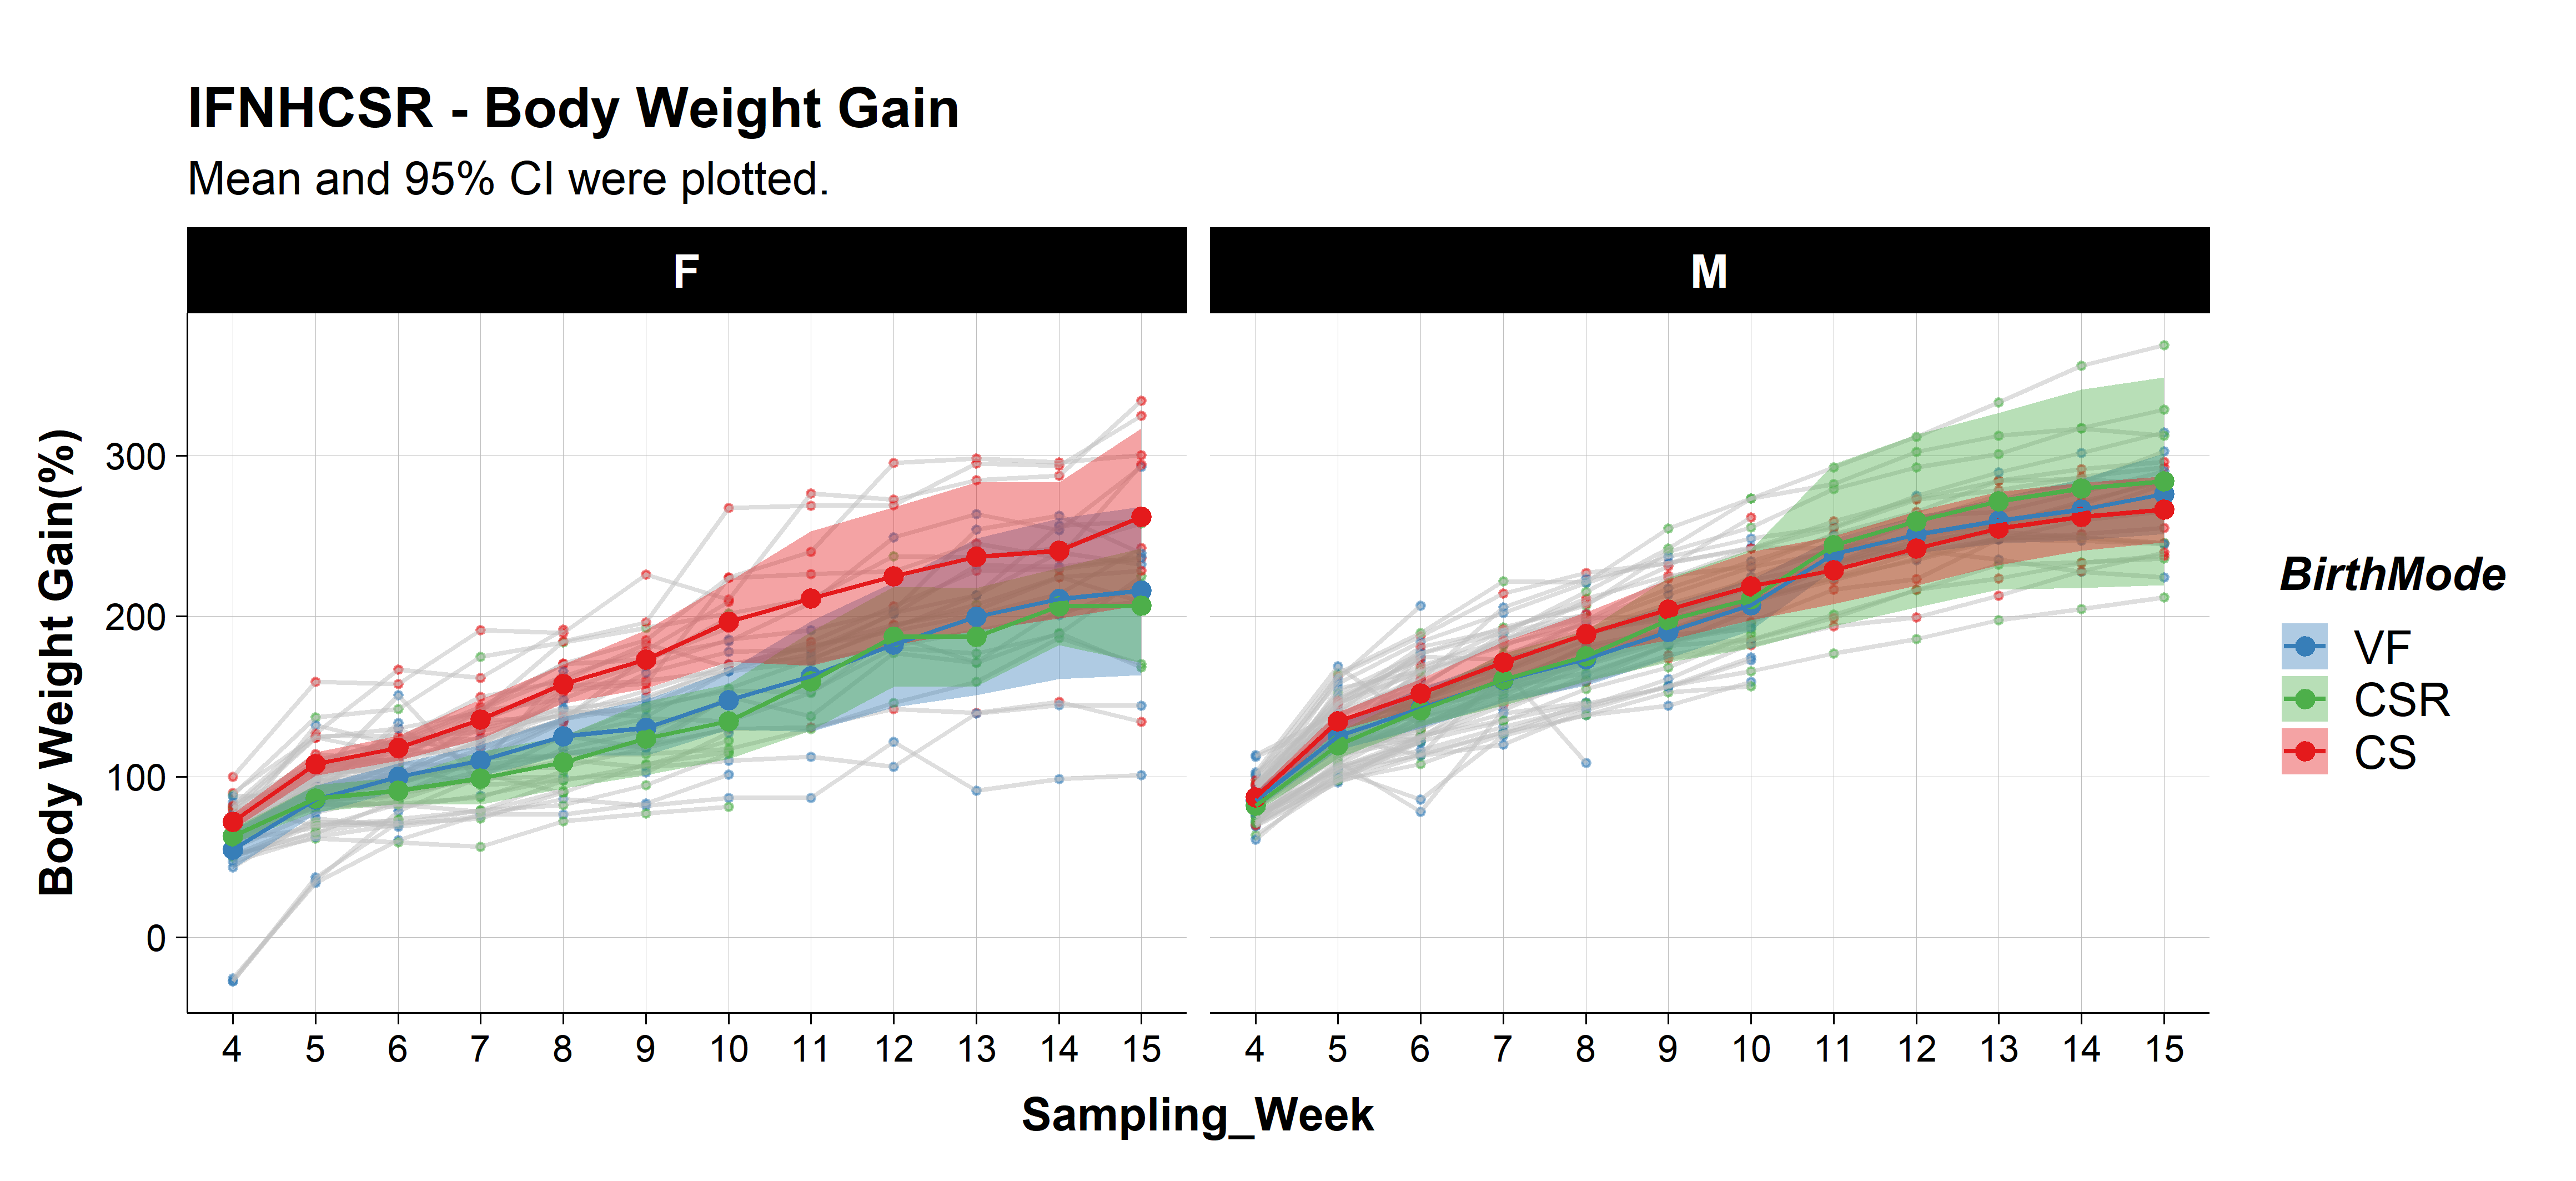 IFNHCSR - Body Weight Gain
Mean and 95% CI were plotted.
F
M
Body Weight Gain(%)
300
200
100
0
4 5 6 7 8 9 10 11 12 13 14 15
4 5 6 7 8 9 10 11 12 13 14 15
Sampling_Week
BirthMode
VF
CSR
CS